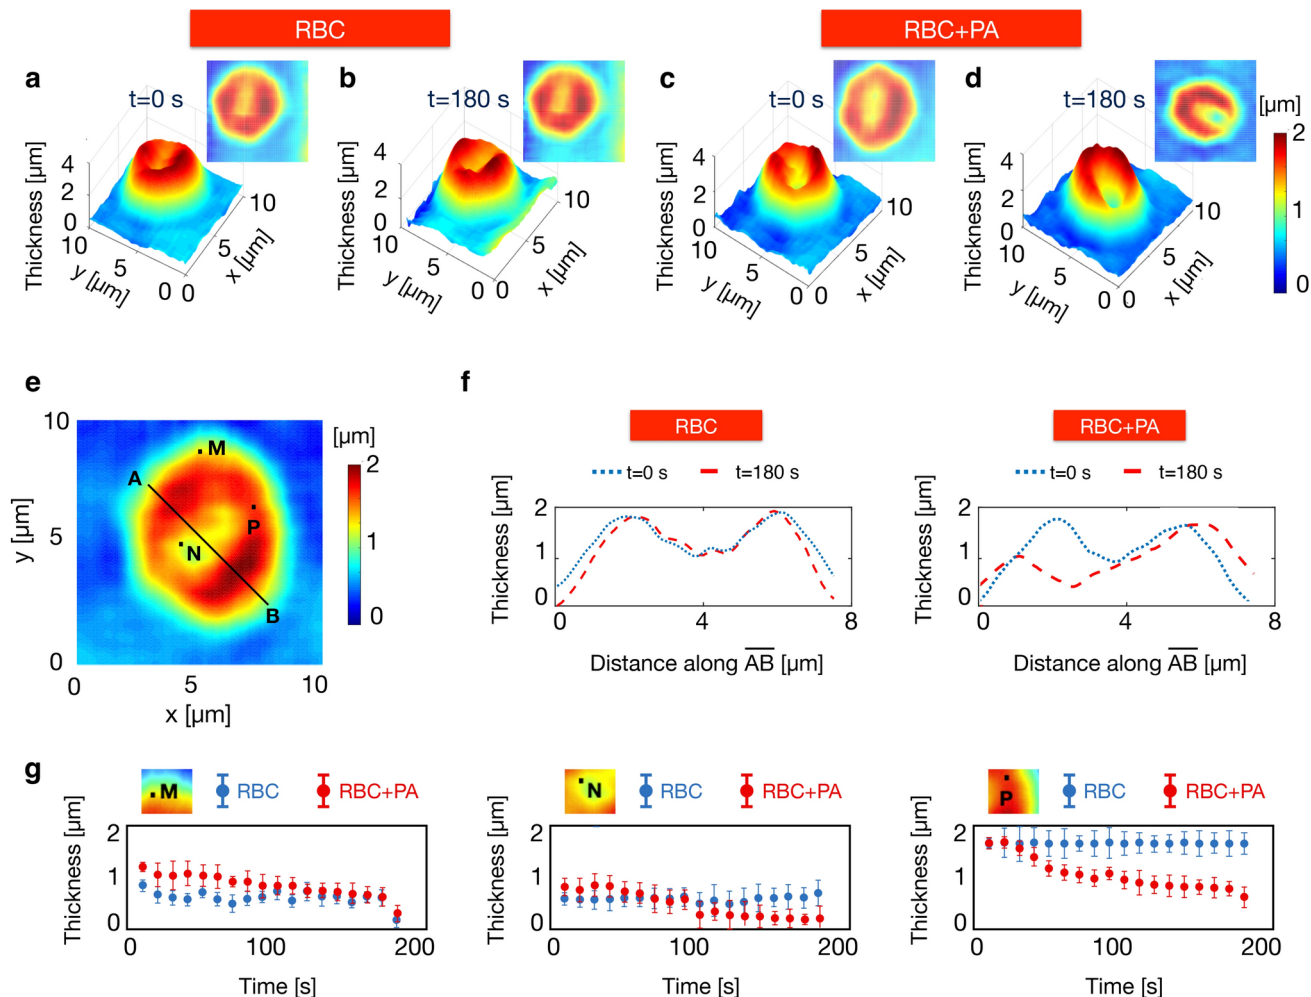 RBC
RBC+PA
a
b
c
d
t=0 s
t=180 s
t=0 s
t=180 s
[µm]
2
1
0
Thickness [µm]
4
2
0
10
5
0
y [µm]
0
5
10
x [µm]
Thickness [µm]
4
2
0
10
5
0
y [µm]
0
5
10
x [µm]
Thickness [µm]
4
2
0
10
5
0
y [µm]
0
5
10
x [µm]
Thickness [µm]
4
2
0
10
5
0
y [µm]
0
5
10
x [µm]
e
10
5
0
y [µm]
0
5
10
x [µm]
M
A
P
N
B
[µm]
2
1
0
f
RBC
t=0 s t=180 s
Thickness [µm]
2
1
0
0 4 8
Distance along AB [µm]
RBC+PA
t=0 s t=180 s
Thickness [µm]
2
1
0
0 4 8
Distance along AB [µm]
g
M RBC RBC+PA
Thickness [µm]
2
1
0
0 100 200
Time [s]
N RBC RBC+PA
Thickness [µm]
2
1
0
0 100 200
Time [s]
P RBC RBC+PA
Thickness [µm]
2
1
0
0 100 200
Time [s]